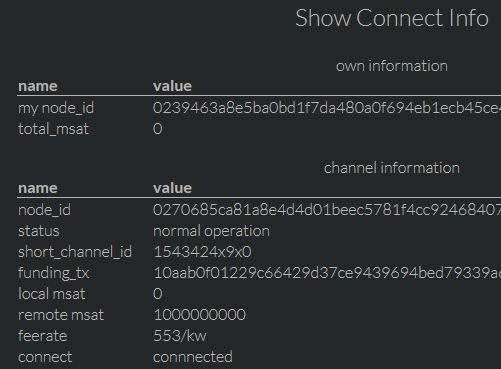 Show Connect Info
own information
name value
my node_id 0239463a8e5ba0bd1f7da480a0f694eb1ecb45ce4
total_msat 0
channel information
name value
node_id 0270685ca81a8e4d4d01beec5781f4cc92468407
status normal operation
short_channel_id 1543424x9x0
funding_tx 10aab0f01229c66429d37ce9439694bed79339a6
local msat 0
remote msat 1000000000
feerate 553/kw
connect connnected